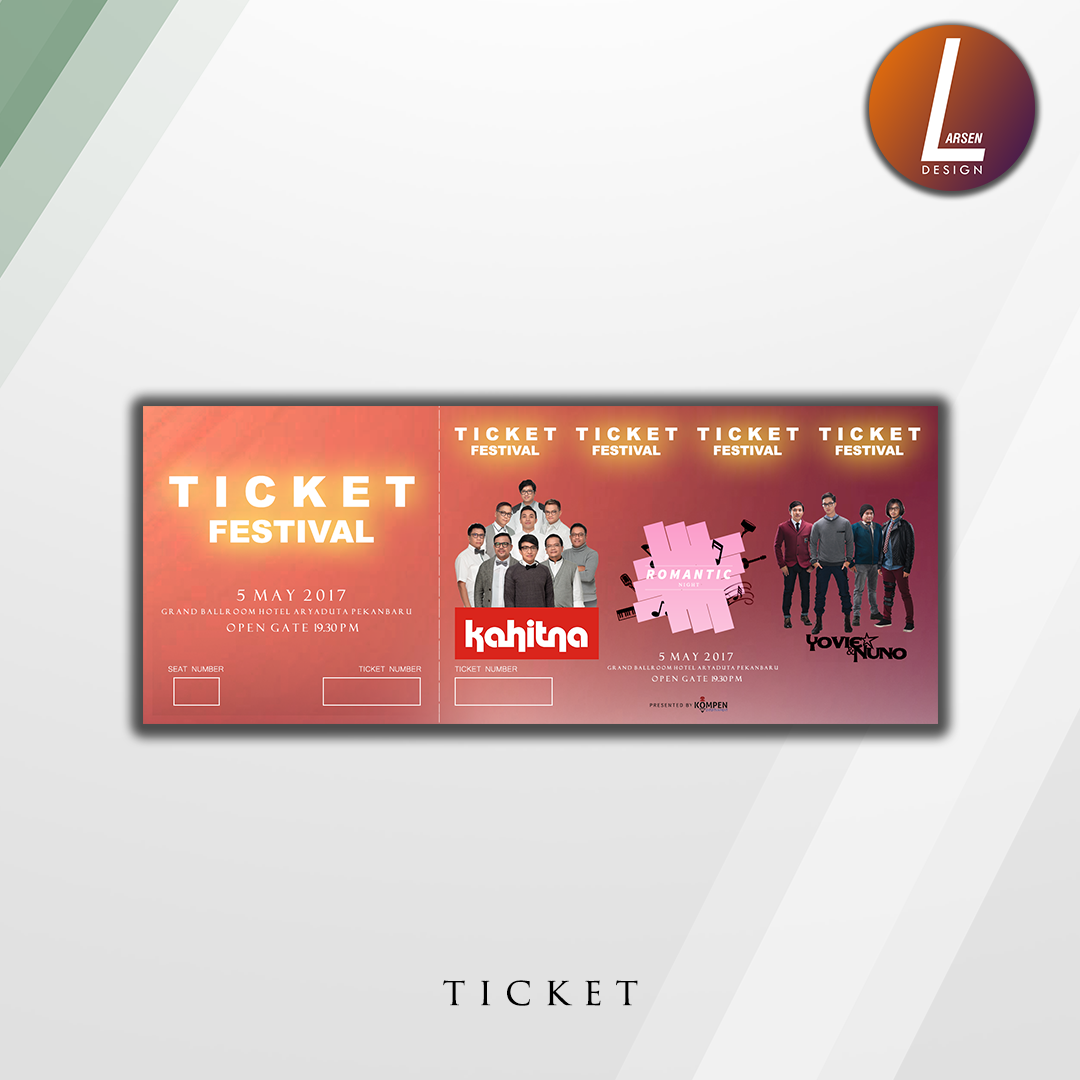 L
ARSEN
DESIGN
TICKET
FESTIVAL
5 MAY 2017
GRAND BALLROOM HOTEL ARYADUTA PEKANBARU
OPEN GATE 19.30 PM
SEAT NUMBER
TICKET NUMBER
TICKET TICKET TICKET TICKET
FESTIVAL FESTIVAL FESTIVAL FESTIVAL
kahitna
ROMANTIC
NIGHT
YOVIE
& NUNO
5 MAY 2017
GRAND BALLROOM HOTEL ARYADUTA PEKANBARU
OPEN GATE 19.30 PM
TICKET NUMBER
PRESENTED BY KOMPEN
TICKET